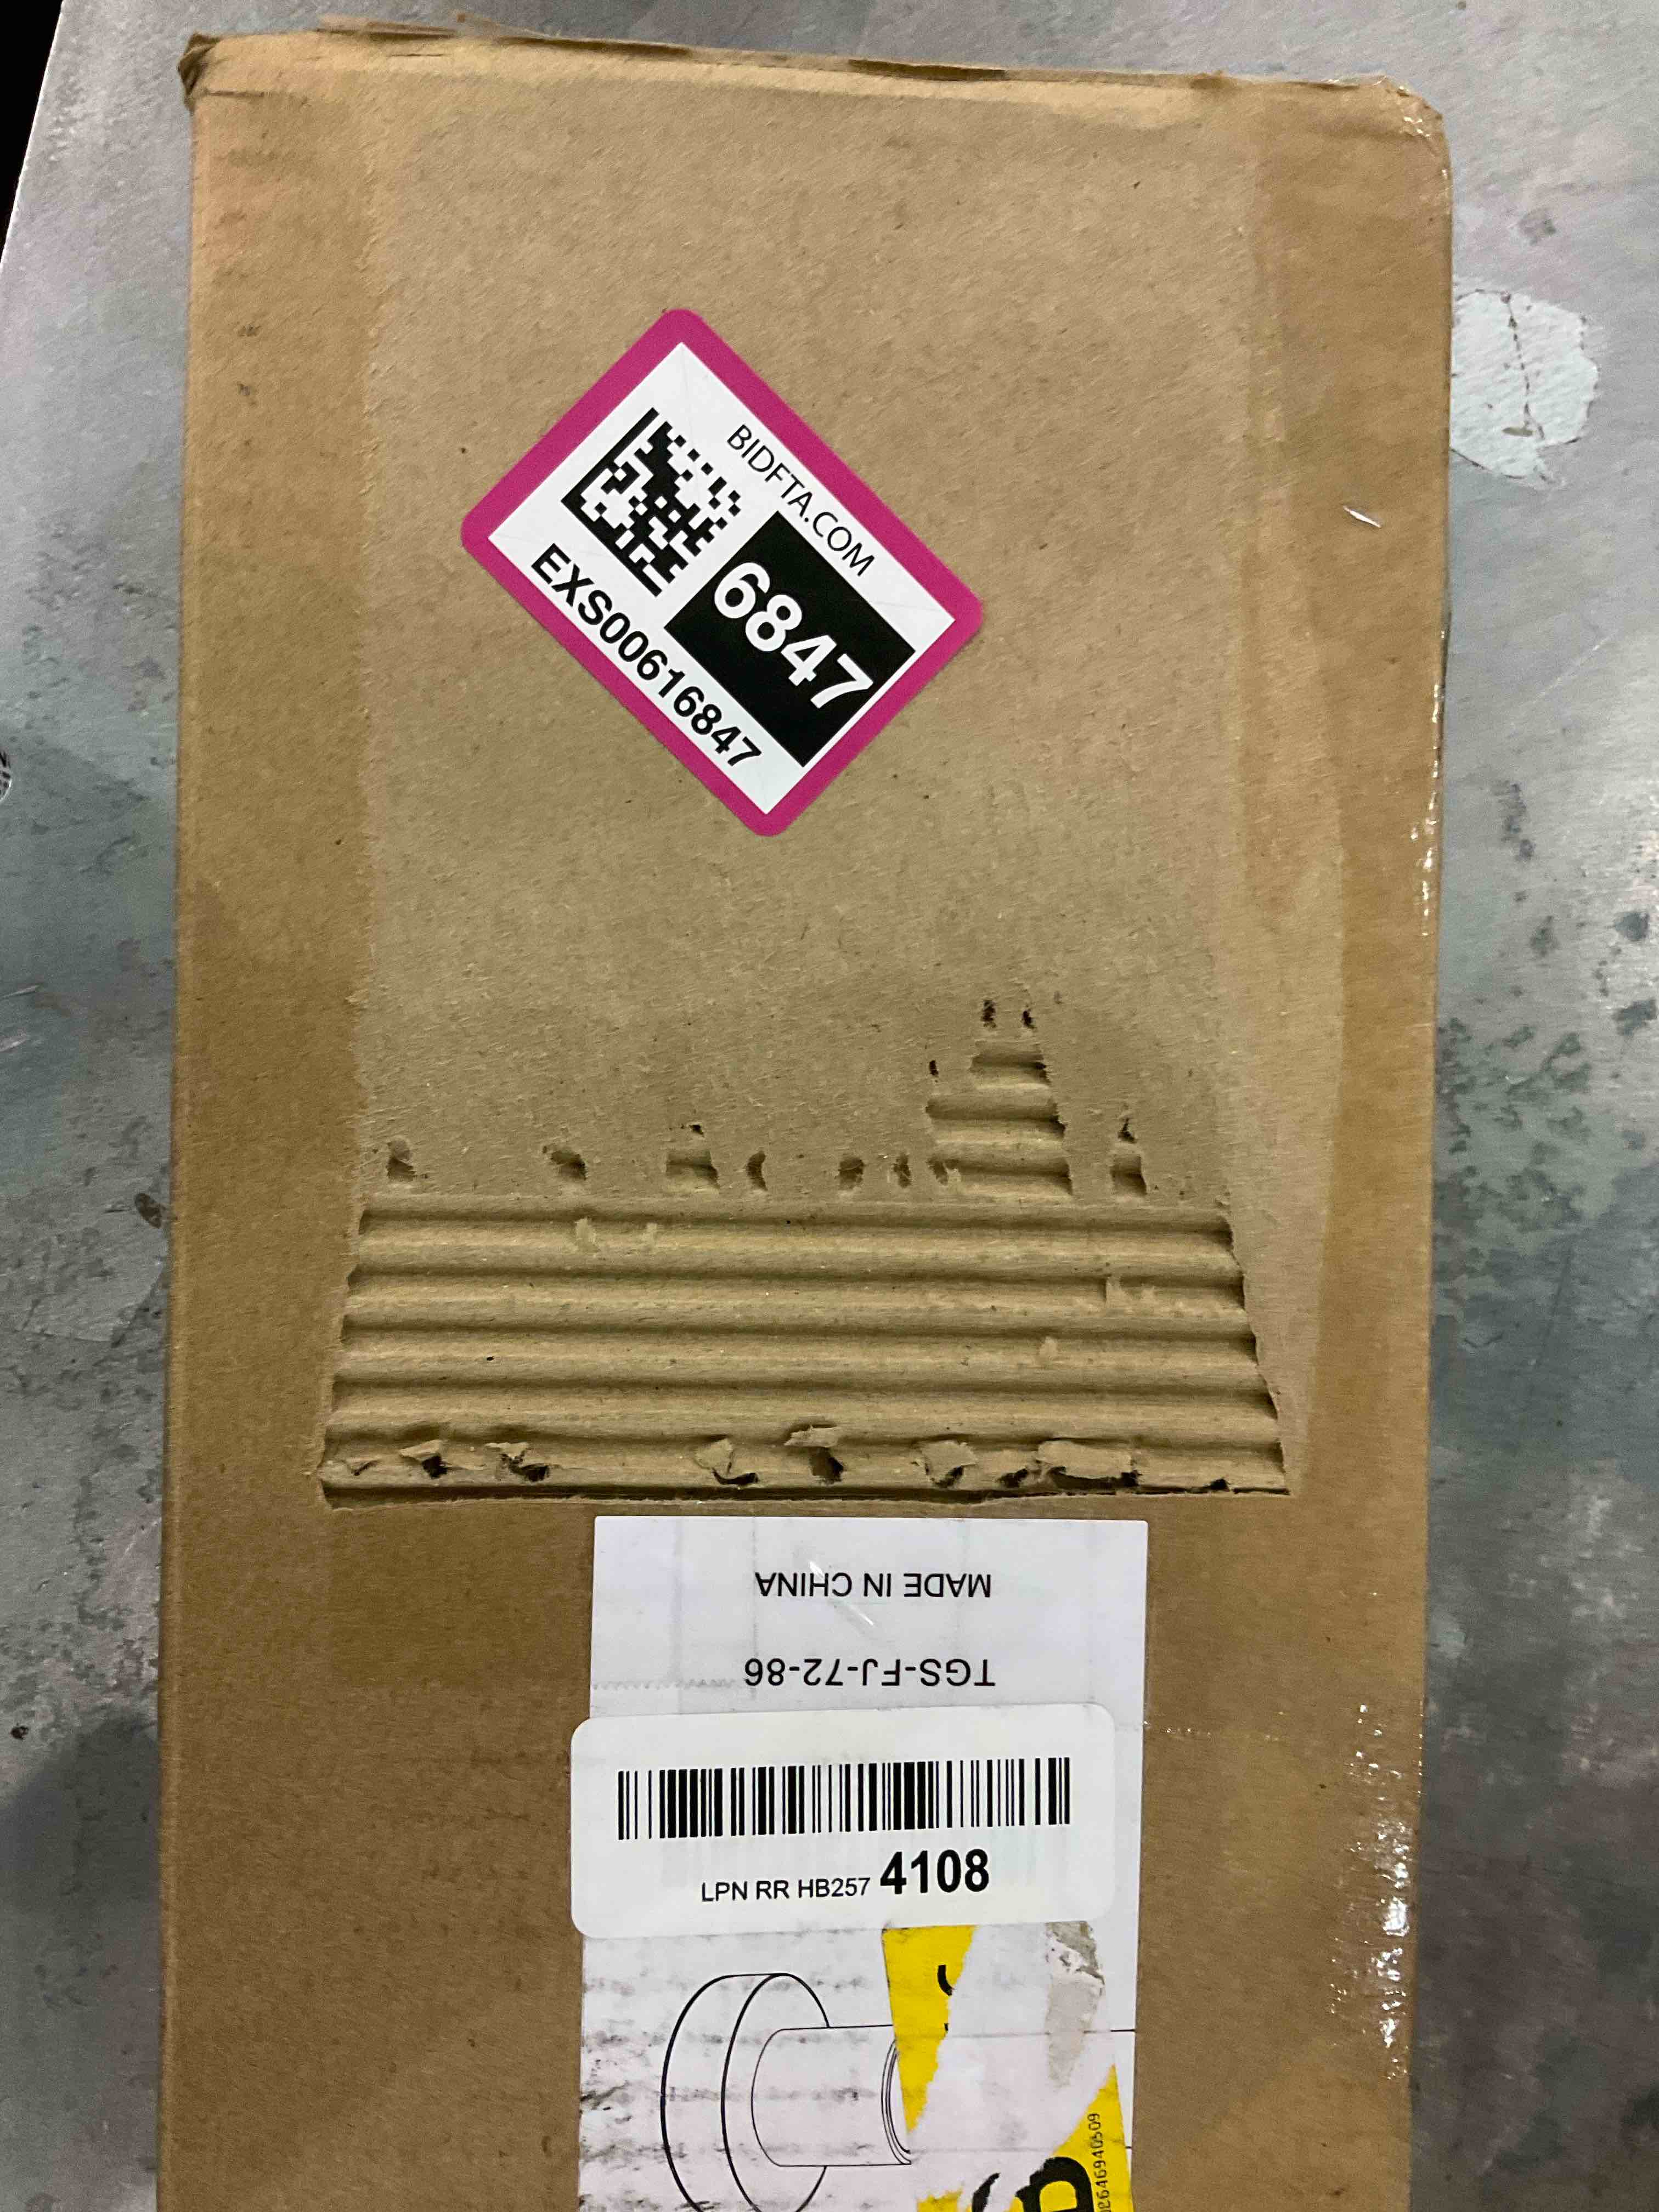 BIDFTA.COM
6847
EXS00616847
MADE IN CHINA
TGS-FJ-72-86
LPN RR HB257 4108